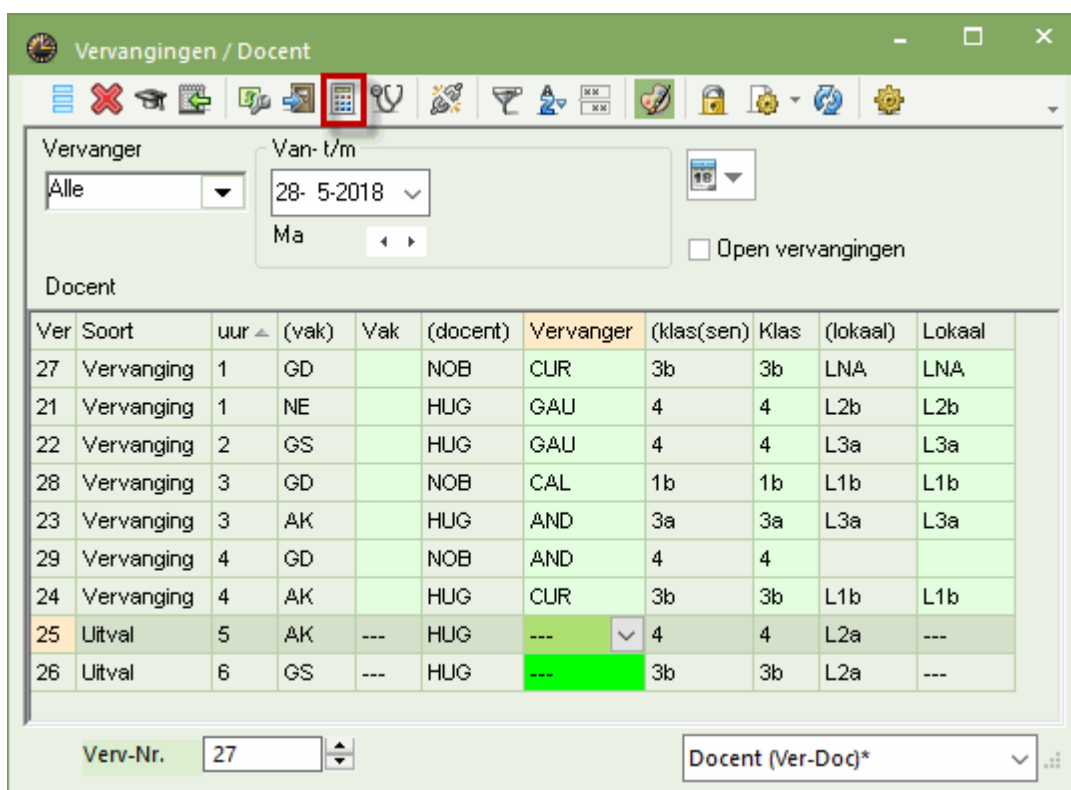 Vervangingen / Docent
Vervanger Van- t/m
Alle 28- 5-2018
Ma
Open vervangingen
Docent
Ver Soort uur (vak) Vak (docent) Vervanger (klas(sen) Klas (lokaal) Lokaal
27 Vervanging 1 GD NOB CUR 3b 3b LNA LNA
21 Vervanging 1 NE HUG GAU 4 4 L2b L2b
22 Vervanging 2 GS HUG GAU 4 4 L3a L3a
28 Vervanging 3 GD NOB CAL 1b 1b L1b L1b
23 Vervanging 3 AK HUG AND 3a 3a L3a L3a
29 Vervanging 4 GD NOB AND 4 4
24 Vervanging 4 AK HUG CUR 3b 3b L1b L1b
25 Uitval 5 AK --- HUG --- 4 4 L2a ---
26 Uitval 6 GS --- HUG --- 3b 3b L2a ---
Verv-Nr. 27 Docent (Ver-Doc)*